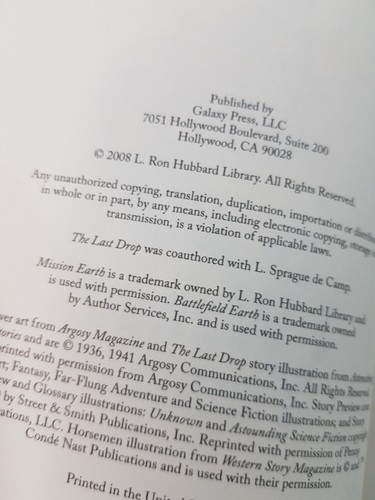 Published by
Galaxy Press, LLC
7051 Hollywood Boulevard, Suite 200
Hollywood, CA 90028
© 2008 L. Ron Hubbard Library. All Rights Reserved.
Any unauthorized copying, translation, duplication, importation or
in whole or in part, by any means, including electronic copying,
transmission, is a violation of applicable laws.
The Last Drop was coauthored with L. Sprague de Camp.
Mission Earth is a trademark owned by L. Ron Hubbard Library and
is used with permission. Battlefield Earth is a trademark owned
by Author Services, Inc. and is used with permission.
art from Argosy Magazine and The Last Drop story illustration from
and are © 1936, 1941 Argosy Communications, Inc. All Rights
with permission from Argosy Communications, Inc. Story Preview
Fantasy, Far-Flung Adventure and Science Fiction illustrations; and Story
and Glossary illustrations: Unknown and Astounding Science Fiction
by Street & Smith Publications, Inc. Reprinted with permission of Penny
LLC. Horsemen illustration from Western Story Magazine is © and
Condé Nast Publications and is used with their permission.
Printed in the United